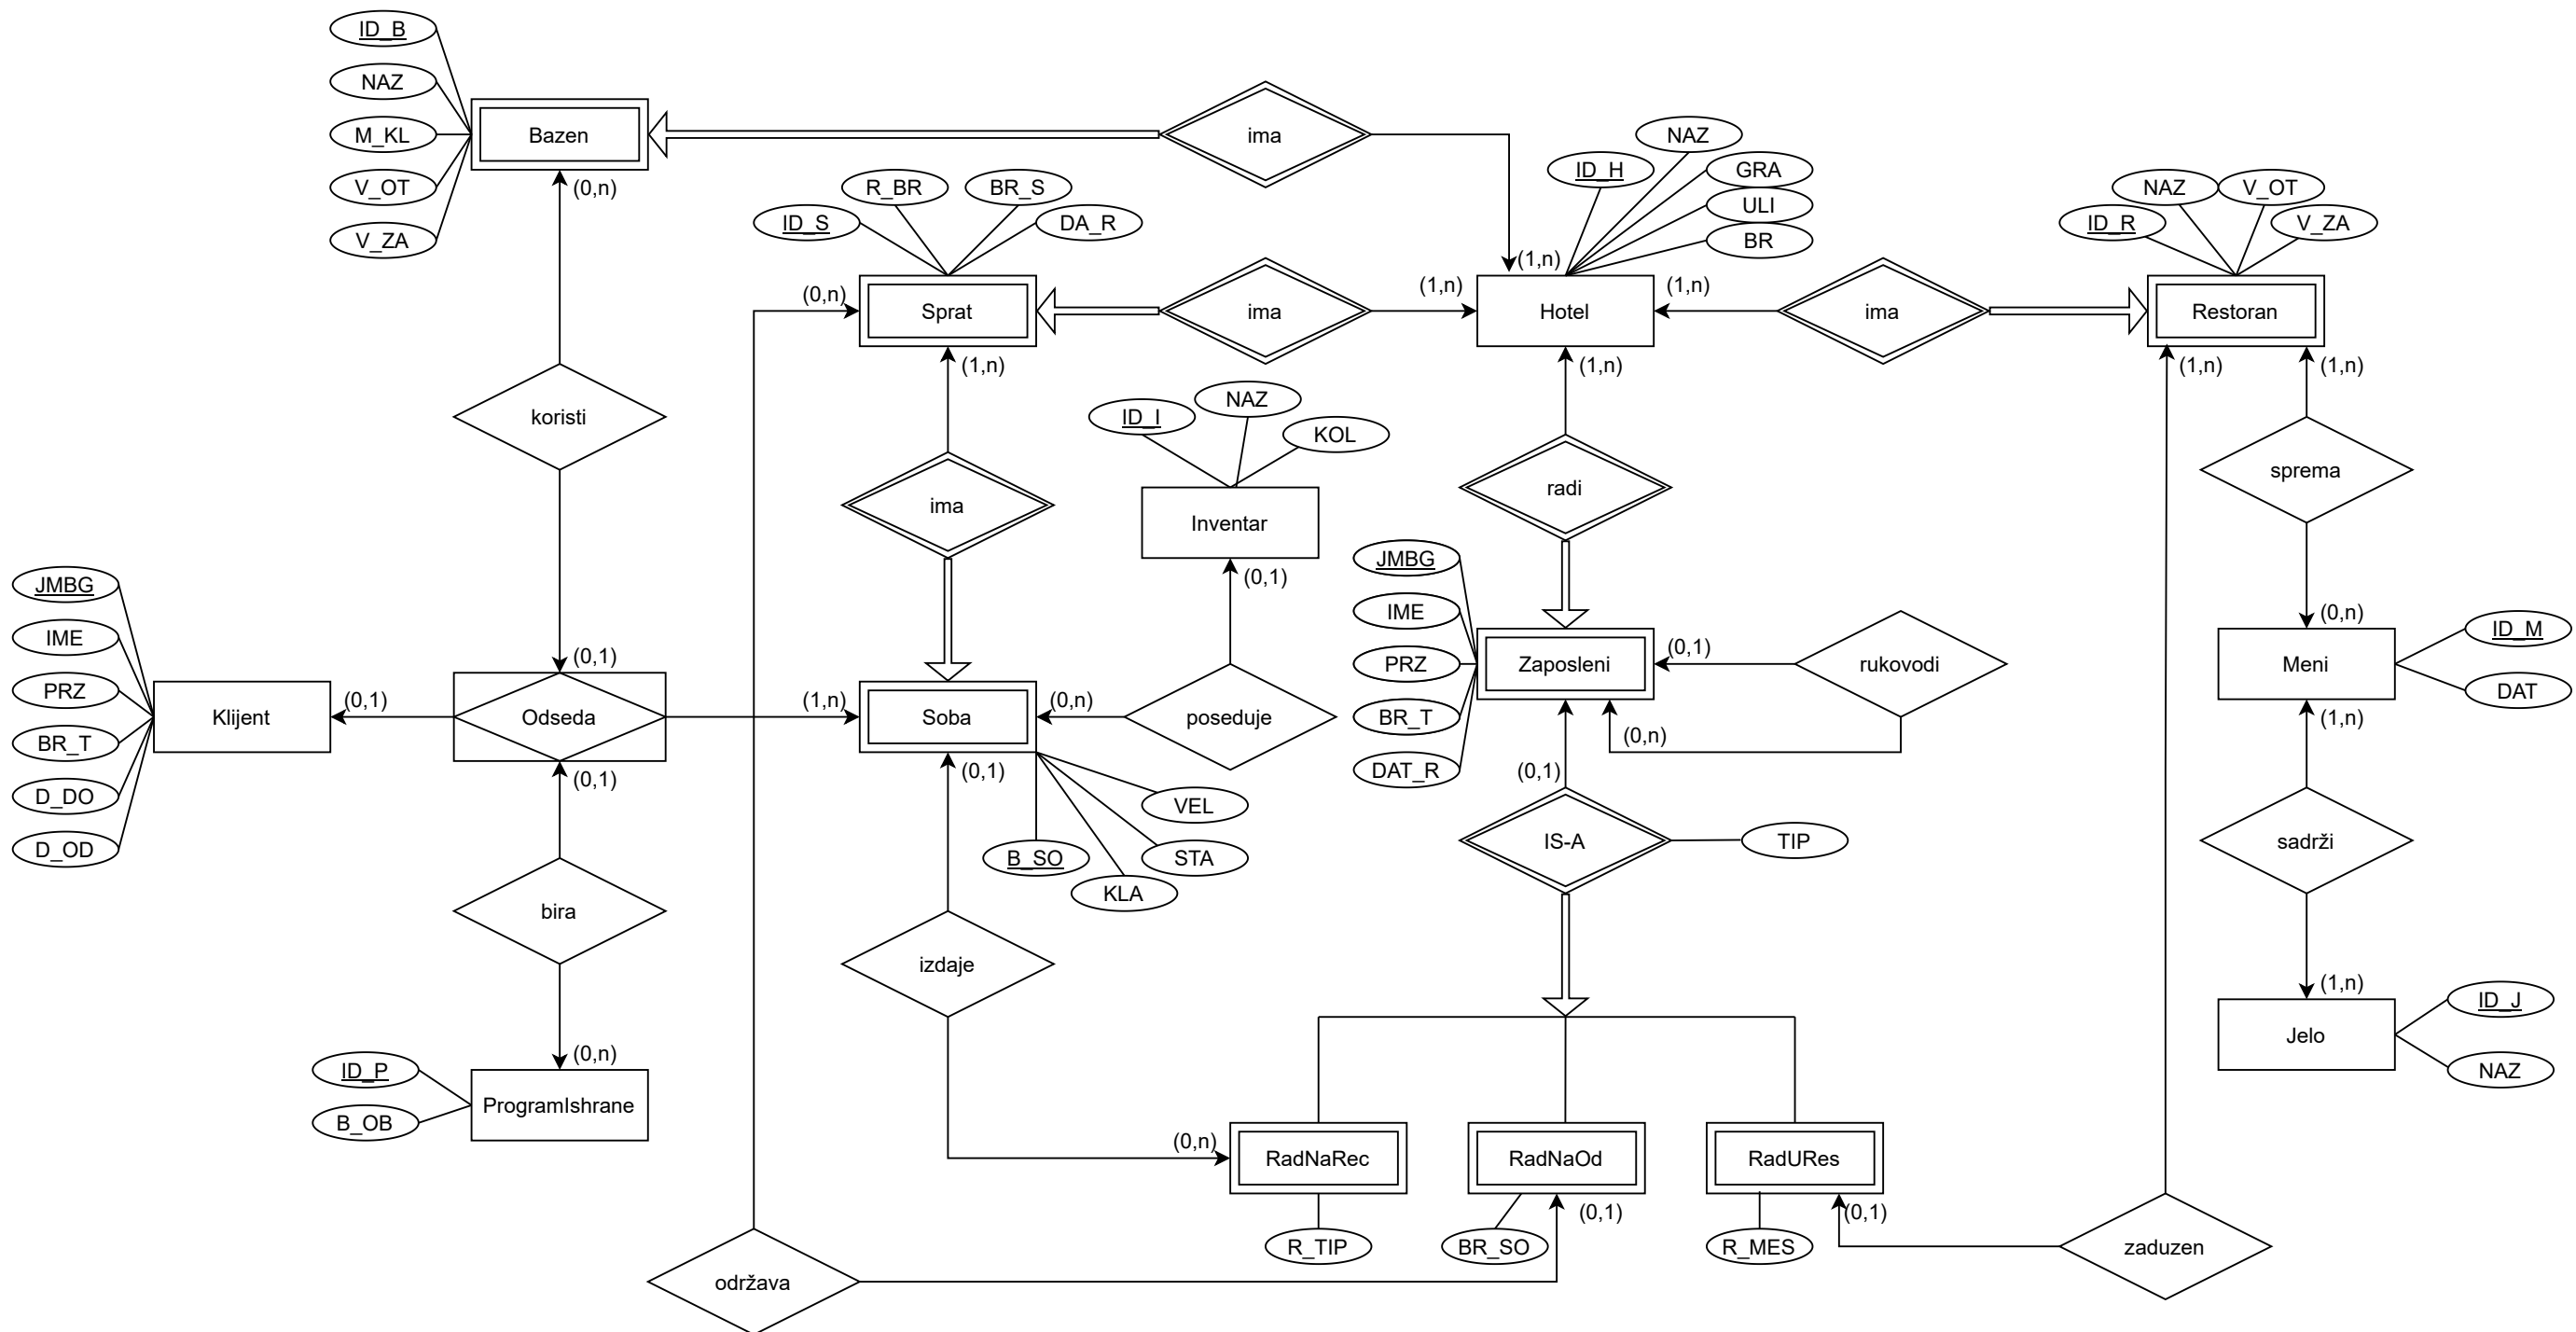 ID_B
NAZ
M_KL
V_OT
V_ZA
Bazen
(0,n)
ima
(1,n)
ID_S
R_BR
BR_S
DA_R
(0,n)
Sprat
(1,n)
ima
(1,n)
ID_H
NAZ
GRA
ULI
BR
Hotel
(1,n)
(1,n)
ima
ID_R
NAZ
V_OT
V_ZA
Restoran
(1,n)
(1,n)
koristi
(0,1)
ima
ID_I
NAZ
KOL
Inventar
(0,1)
radi
sprema
(0,n)
JMBG
IME
PRZ
BR_T
D_DO
D_OD
Klijent
(0,1)
Odseda
(0,1)
(1,n)
Soba
(0,n)
(0,1)
poseduje
VEL
STA
KLA
B_SO
JMBG
IME
PRZ
BR_T
DAT_R
Zaposleni
(0,1)
(0,n)
rukovodi
(0,1)
IS-A
TIP
Meni
ID_M
DAT
(1,n)
sadrži
(1,n)
Jelo
ID_J
NAZ
bira
(0,n)
ID_P
B_OB
ProgramIshrane
izdaje
(0,n)
RadNaRec
R_TIP
RadNaOd
BR_SO
(0,1)
RadURes
R_MES
(0,1)
održava
zaduzen